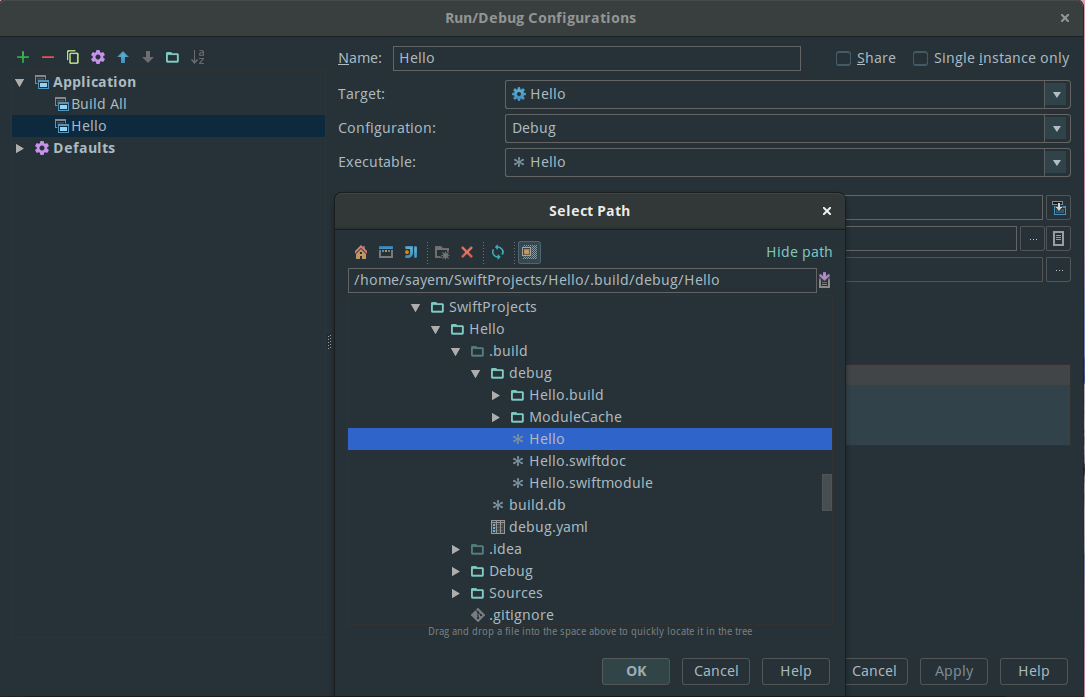 Run/Debug Configurations
Application
Build All
Hello
Defaults
Name: Hello
Share
Single instance only
Target: Hello
Configuration: Debug
Executable: Hello
Select Path
Hide path
/home/sayem/SwiftProjects/Hello/.build/debug/Hello
SwiftProjects
Hello
.build
debug
Hello.build
ModuleCache
Hello
Hello.swiftdoc
Hello.swiftmodule
build.db
debug.yaml
.idea
Debug
Sources
.gitignore
Drag and drop a file into the space above to quickly locate it in the tree
OK Cancel Help
Cancel Apply Help